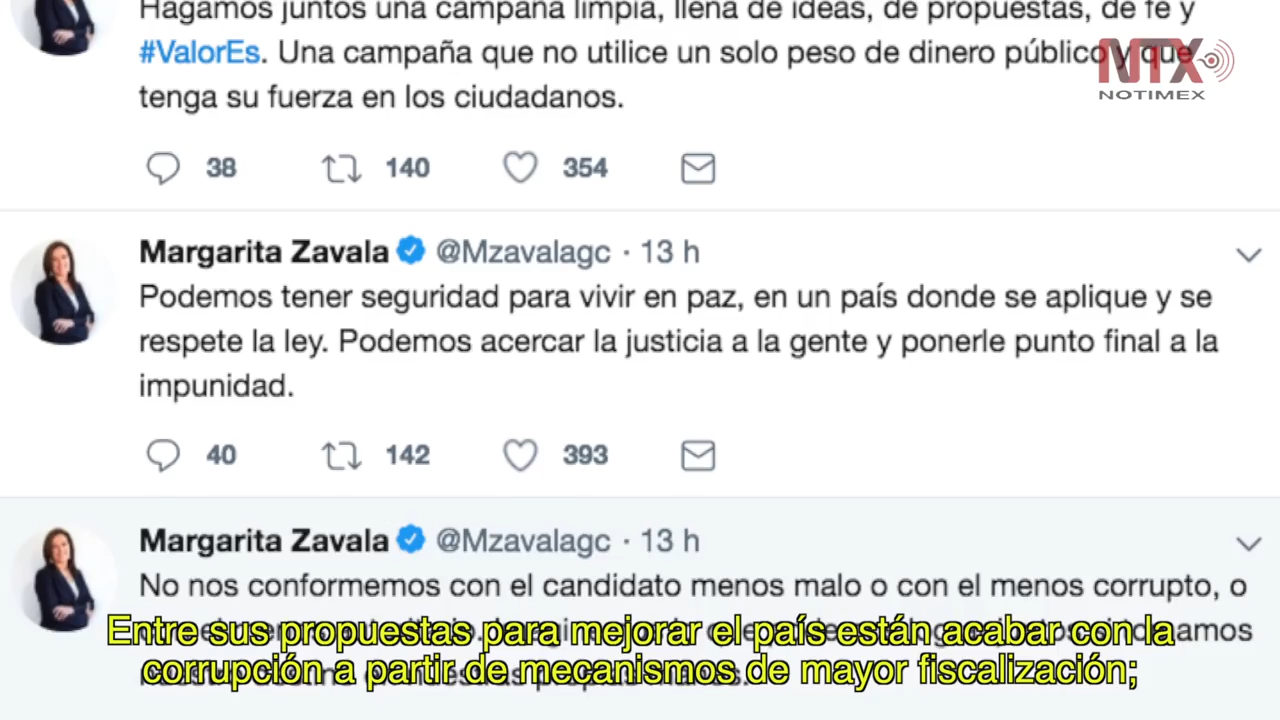 Hagamos juntos una campaña limpia, llena de ideas, de propuestas, de fe y
#ValorEs. Una campaña que no utilice un solo peso de dinero público y que
tenga su fuerza en los ciudadanos.
NTX
NOTIMEX
38 140 354
Margarita Zavala @Mzavalagc · 13 h
Podemos tener seguridad para vivir en paz, en un país donde se aplique y se
respete la ley. Podemos acercar la justicia a la gente y ponerle punto final a la
impunidad.
40 142 393
Margarita Zavala @Mzavalagc · 13 h
No nos conformemos con el candidato menos malo o con el menos corrupto, o
Entre sus propuestas para mejorar el país están acabar con la
corrupción a partir de mecanismos de mayor fiscalización;